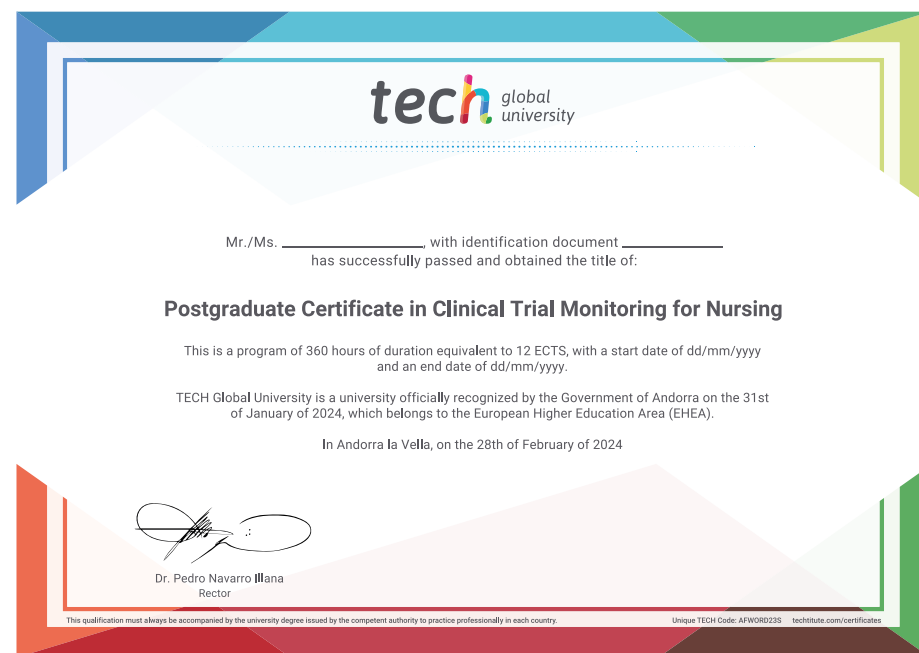 tech global university
Mr./Ms. ____________, with identification document ____________
has successfully passed and obtained the title of:
Postgraduate Certificate in Clinical Trial Monitoring for Nursing
This is a program of 360 hours of duration equivalent to 12 ECTS, with a start date of dd/mm/yyyy
and an end date of dd/mm/yyyy.
TECH Global University is a university officially recognized by the Government of Andorra on the 31st
of January of 2024, which belongs to the European Higher Education Area (EHEA).
In Andorra la Vella, on the 28th of February of 2024
Dr. Pedro Navarro Illana
Rector
This qualification must always be accompanied by the university degree issued by the competent authority to practice professionally in each country.
Unique TECH Code: AFWORD23S techtitute.com/certificates